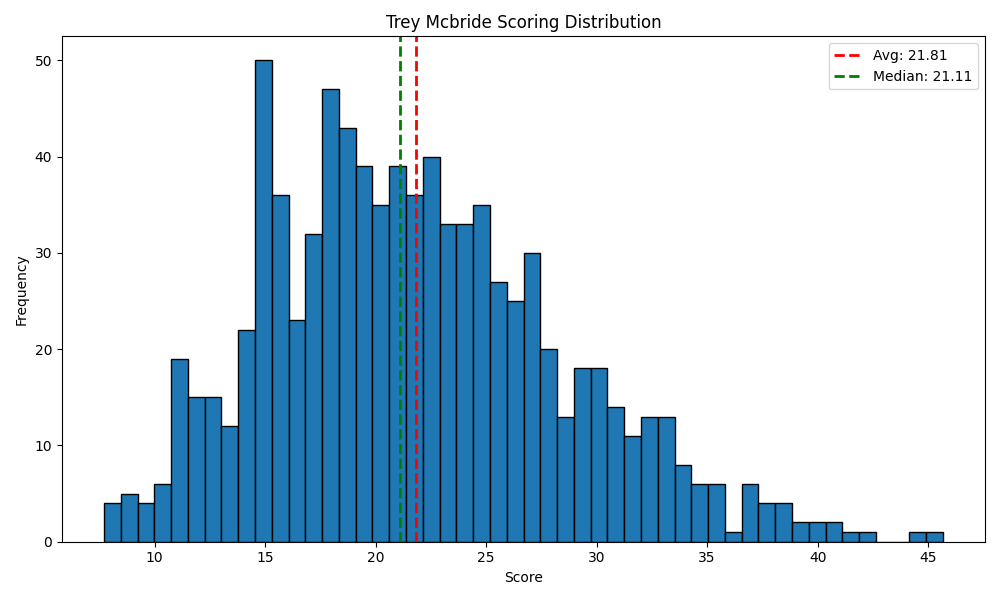 Trey Mcbride Scoring Distribution
Avg: 21.81
Median: 21.11
50
40
30
20
10
0
Frequency
10 15 20 25 30 35 40 45
Score